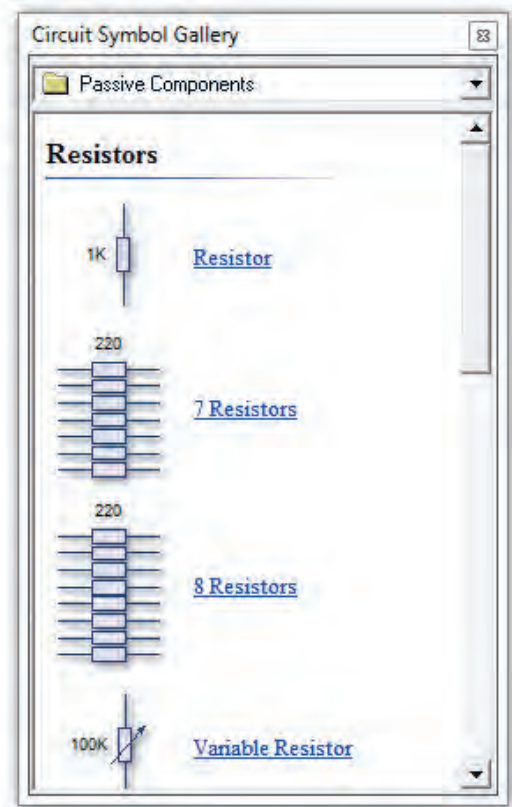 Circuit Symbol Gallery
Passive Components
Resistors
1K
Resistor
220
7 Resistors
220
8 Resistors
100K
Variable Resistor